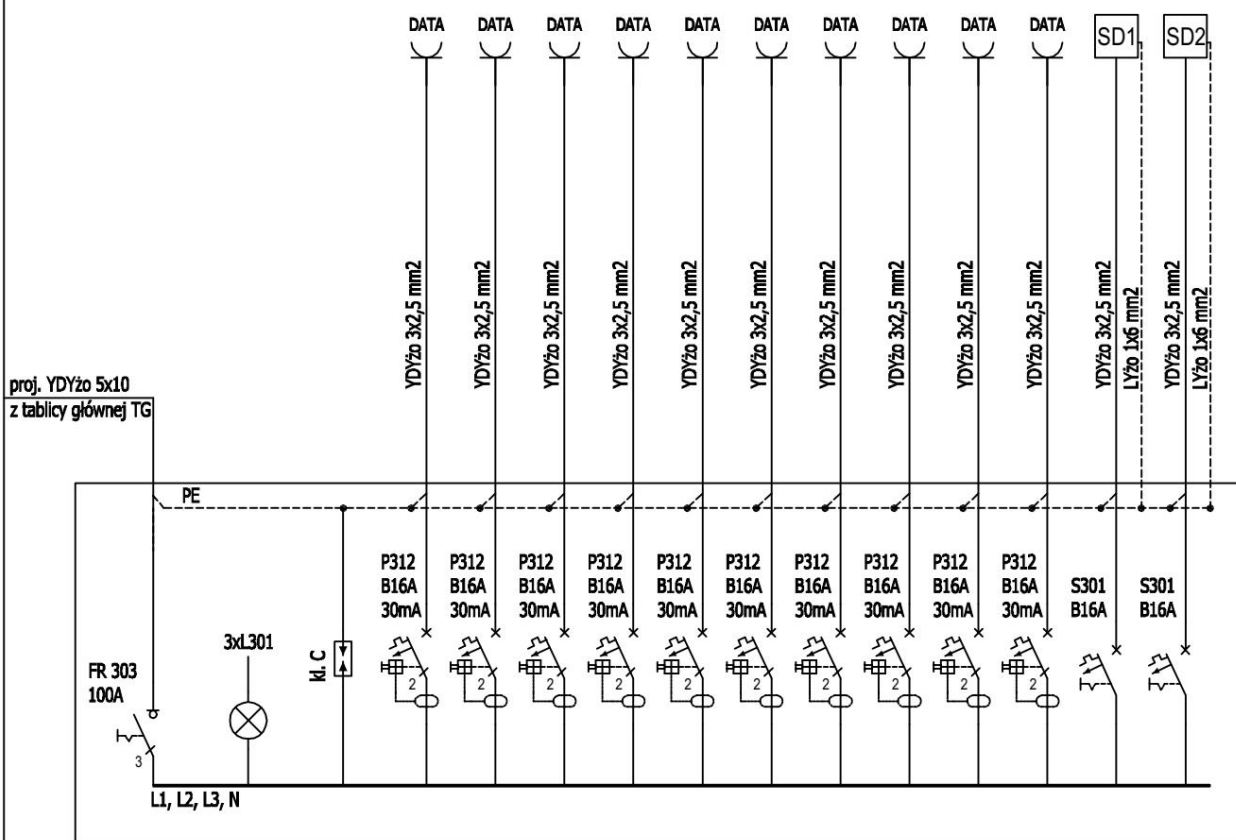 DATA DATA DATA DATA DATA DATA DATA DATA DATA DATA SD1 SD2
YDYżo 3x2,5 mm2
YDYżo 3x2,5 mm2
YDYżo 3x2,5 mm2
YDYżo 3x2,5 mm2
YDYżo 3x2,5 mm2
YDYżo 3x2,5 mm2
YDYżo 3x2,5 mm2
YDYżo 3x2,5 mm2
YDYżo 3x2,5 mm2
YDYżo 3x2,5 mm2
YDYżo 3x2,5 mm2
LYżo 1x6 mm2
YDYżo 3x2,5 mm2
LYżo 1x6 mm2
proj. YDYżo 5x10
z tablicy głównej TG
PE
P312 P312 P312 P312 P312 P312 P312 P312 P312 P312
B16A B16A B16A B16A B16A B16A B16A B16A B16A B16A
30mA 30mA 30mA 30mA 30mA 30mA 30mA 30mA 30mA 30mA
S301 S301
B16A B16A
3xL301
kl. C
FR 303
100A
2 2 2 2 2 2 2 2 2 2
3
L1, L2, L3, N